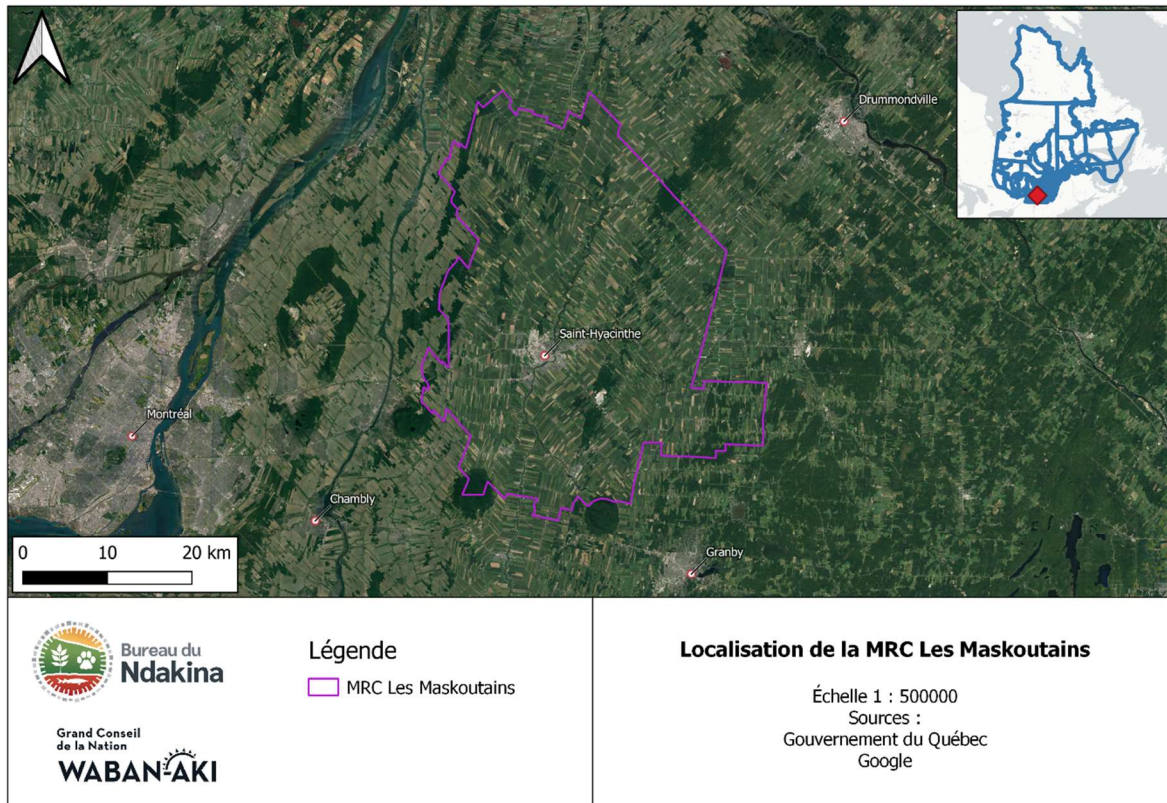 Drummondville
Saint-Hyacinthe
Montréal
Chambly
Granby
0 10 20 km
Bureau du
Ndakina
Grand Conseil
de la Nation
WABAN-AKI
Légende
MRC Les Maskoutains
Localisation de la MRC Les Maskoutains
Échelle 1 : 500000
Sources :
Gouvernement du Québec
Google